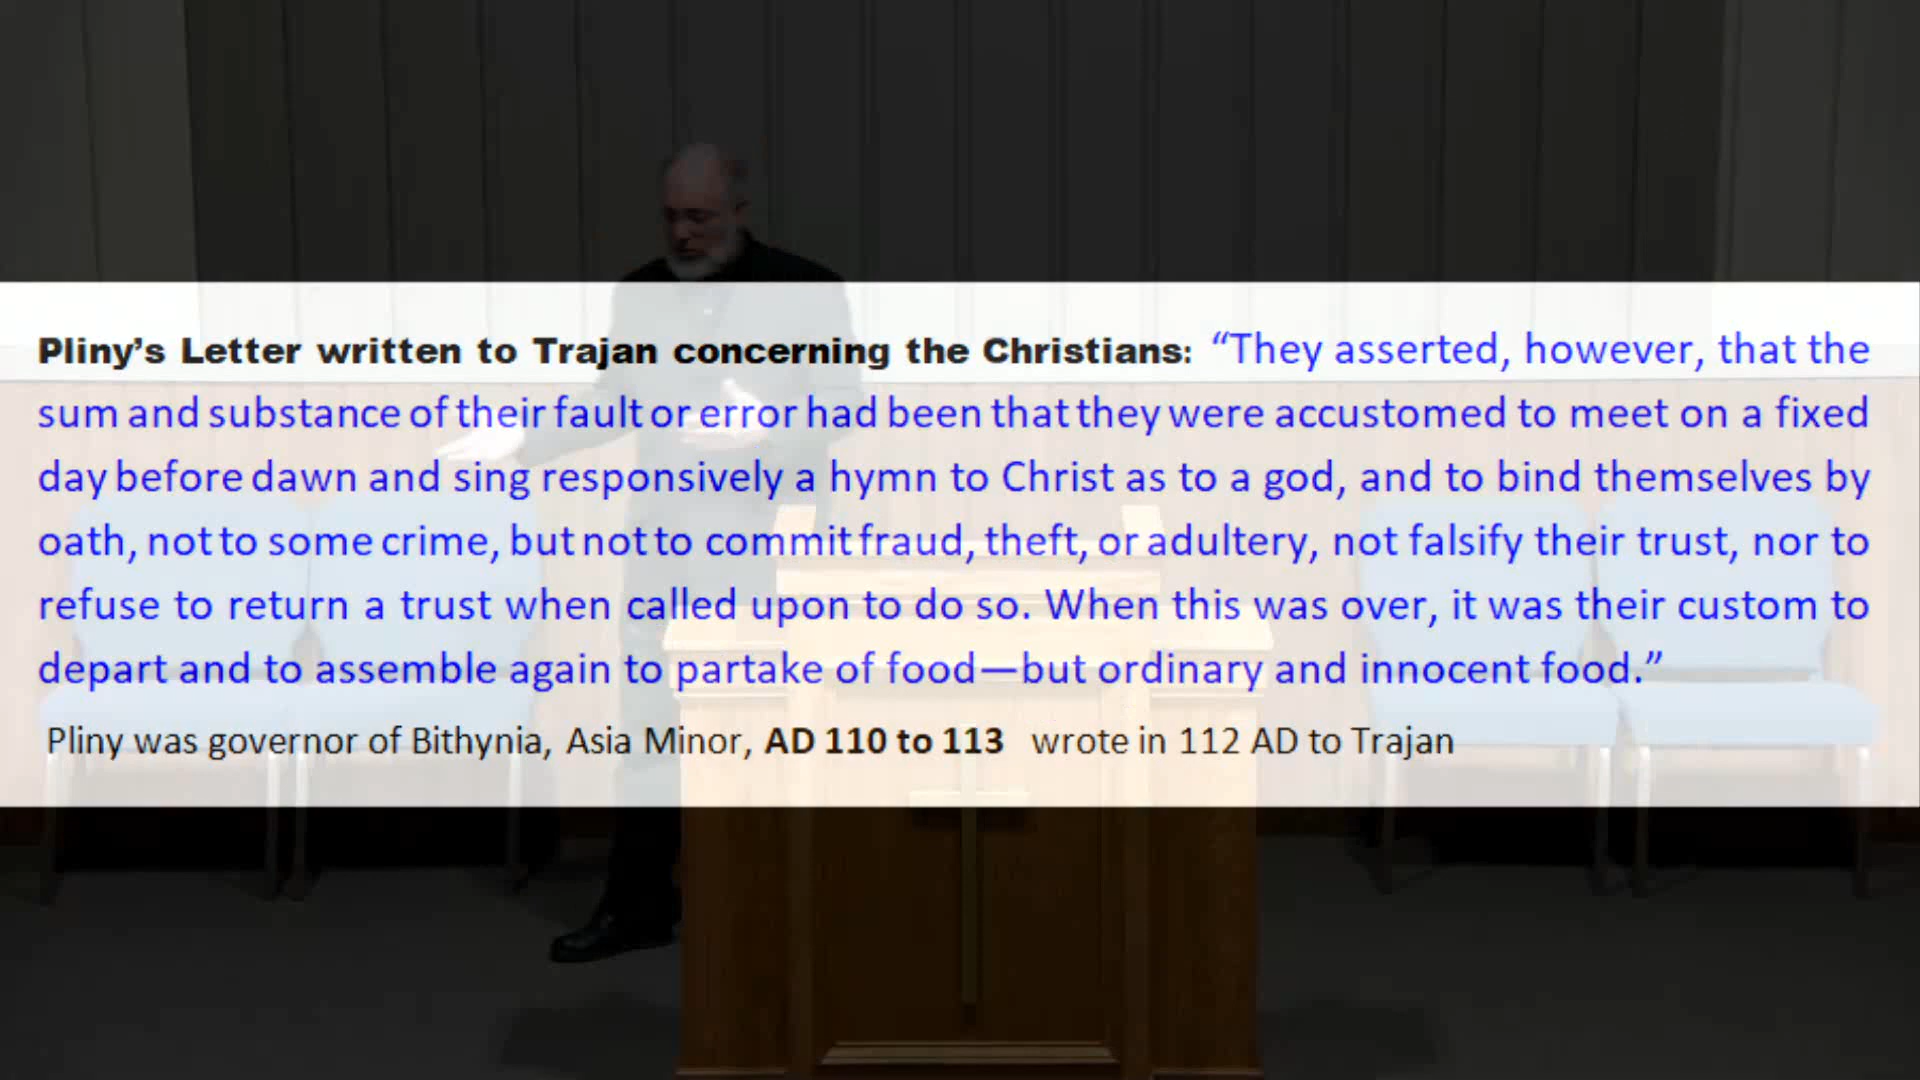 Pliny’s Letter written to Trajan concerning the Christians: “They asserted, however, that the
sum and substance of their fault or error had been that they were accustomed to meet on a fixed
day before dawn and sing responsively a hymn to Christ as to a god, and to bind themselves by
oath, not to some crime, but not to commit fraud, theft, or adultery, not falsify their trust, nor to
refuse to return a trust when called upon to do so. When this was over, it was their custom to
depart and to assemble again to partake of food—but ordinary and innocent food.”
Pliny was governor of Bithynia, Asia Minor, AD 110 to 113 wrote in 112 AD to Trajan